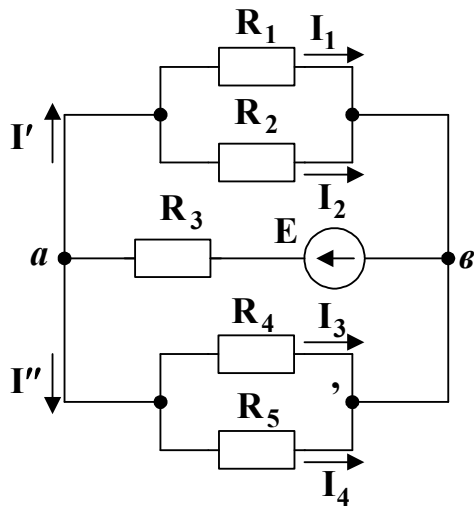 R1 I1
I′ R2
I2
R3
E
а в
R4 I3
I″ R5 ,
I4